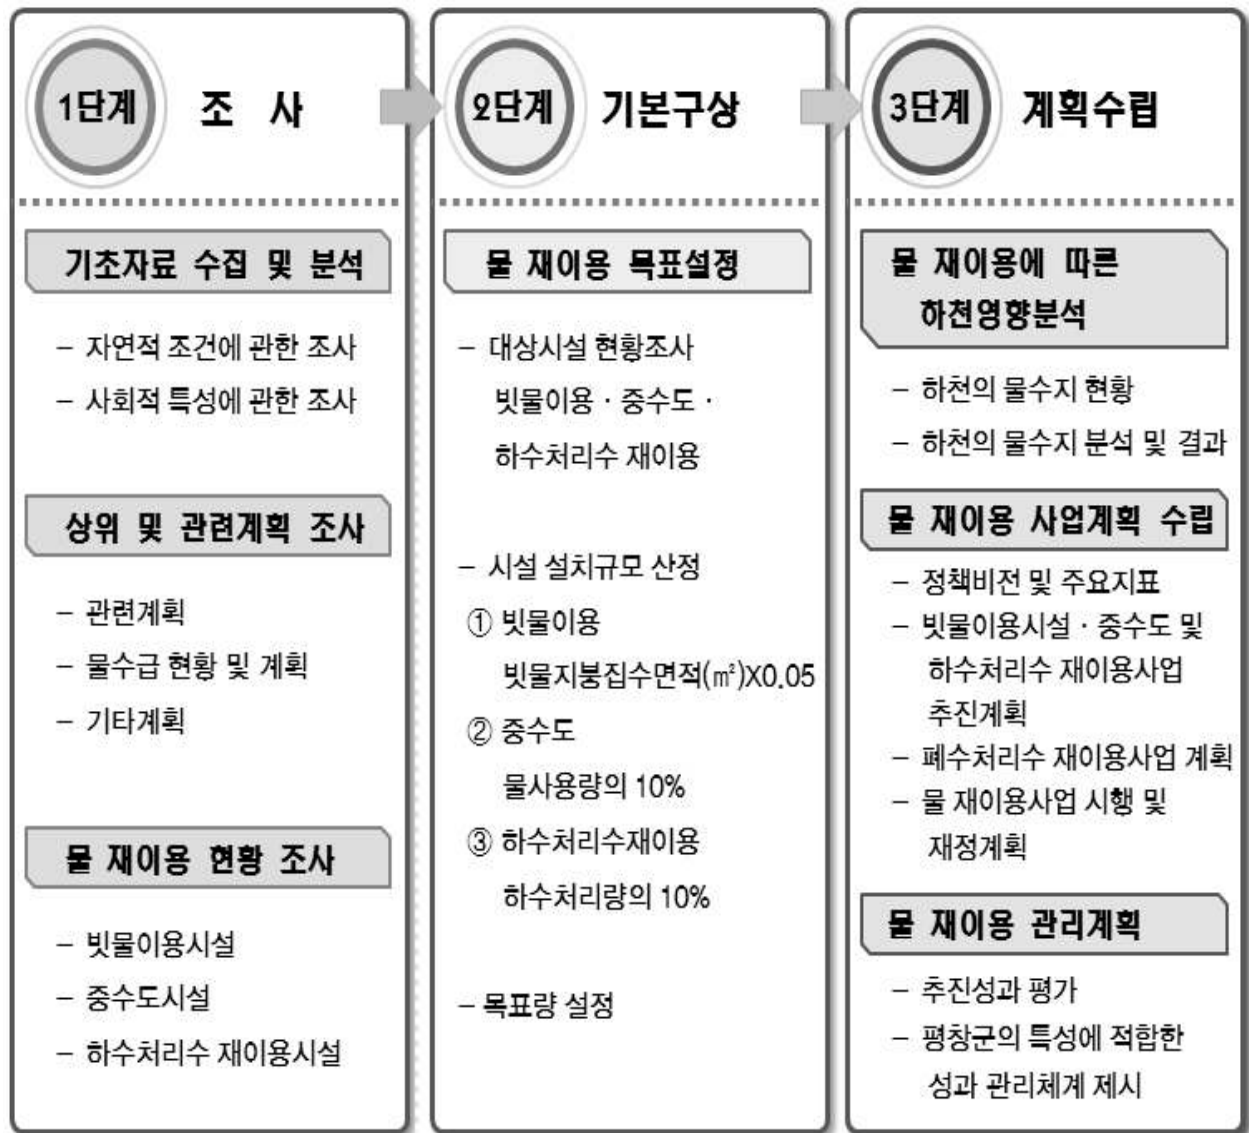 1단계 조 사
기초자료 수집 및 분석
– 자연적 조건에 관한 조사
– 사회적 특성에 관한 조사
상위 및 관련계획 조사
– 관련계획
– 물수급 현황 및 계획
– 기타계획
물 재이용 현황 조사
– 빗물이용시설
– 중수도시설
– 하수처리수 재이용시설
2단계 기본구상
물 재이용 목표설정
– 대상시설 현황조사
빗물이용 · 중수도 ·
하수처리수 재이용
– 시설 설치규모 산정
① 빗물이용
빗물지붕집수면적(㎡)X0.05
② 중수도
물사용량의 10%
③ 하수처리수재이용
하수처리량의 10%
– 목표량 설정
3단계 계획수립
물 재이용에 따른
하천영향분석
– 하천의 물수지 현황
– 하천의 물수지 분석 및 결과
물 재이용 사업계획 수립
– 정책비전 및 주요지표
– 빗물이용시설 · 중수도 및
하수처리수 재이용사업
추진계획
– 폐수처리수 재이용사업 계획
– 물 재이용사업 시행 및
재정계획
물 재이용 관리계획
– 추진성과 평가
– 평창군의 특성에 적합한
성과 관리체계 제시